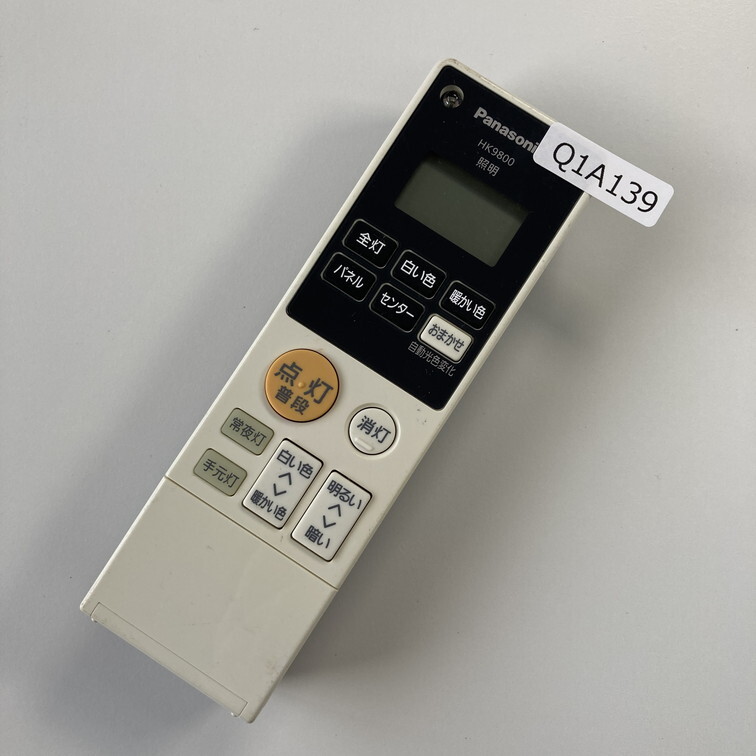 Panasoni
HK9800
照明
Q1A139
全灯
白い色
暖かい色
パネル
センター
おまかせ
自動光色変化
点灯
普段
消灯
常夜灯
手元灯
白い色
暖かい色
明るい
暗い